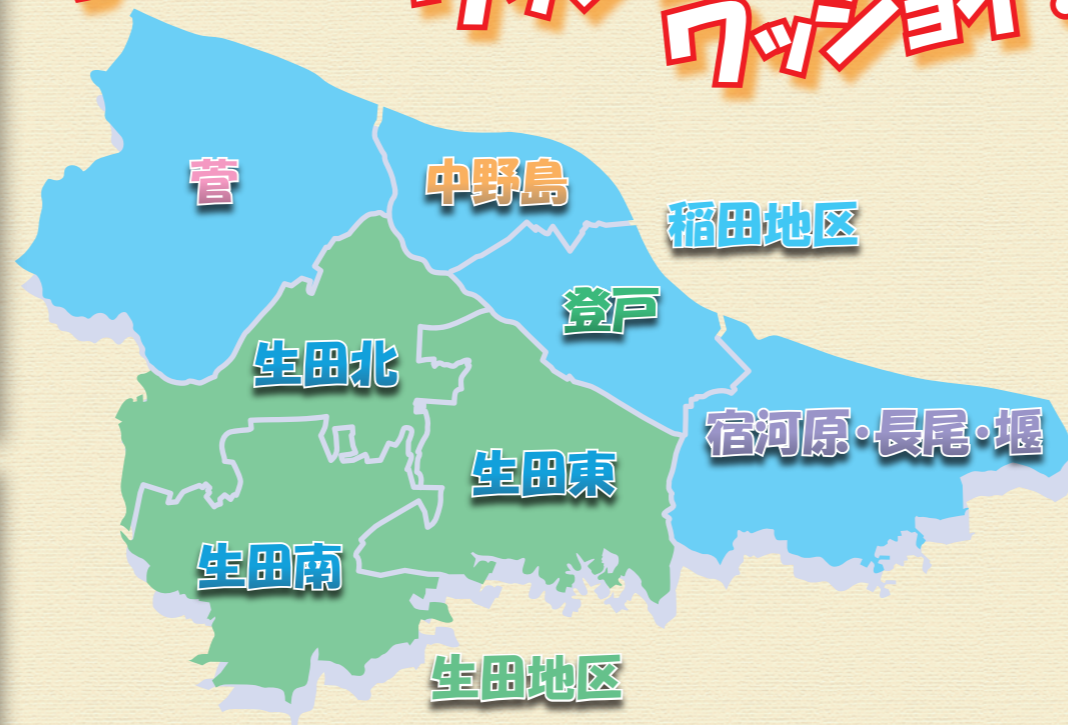 ワッショイ
菅
中野島
稲田地区
登戸
生田北
宿河原・長尾・堰
生田東
生田南
生田地区